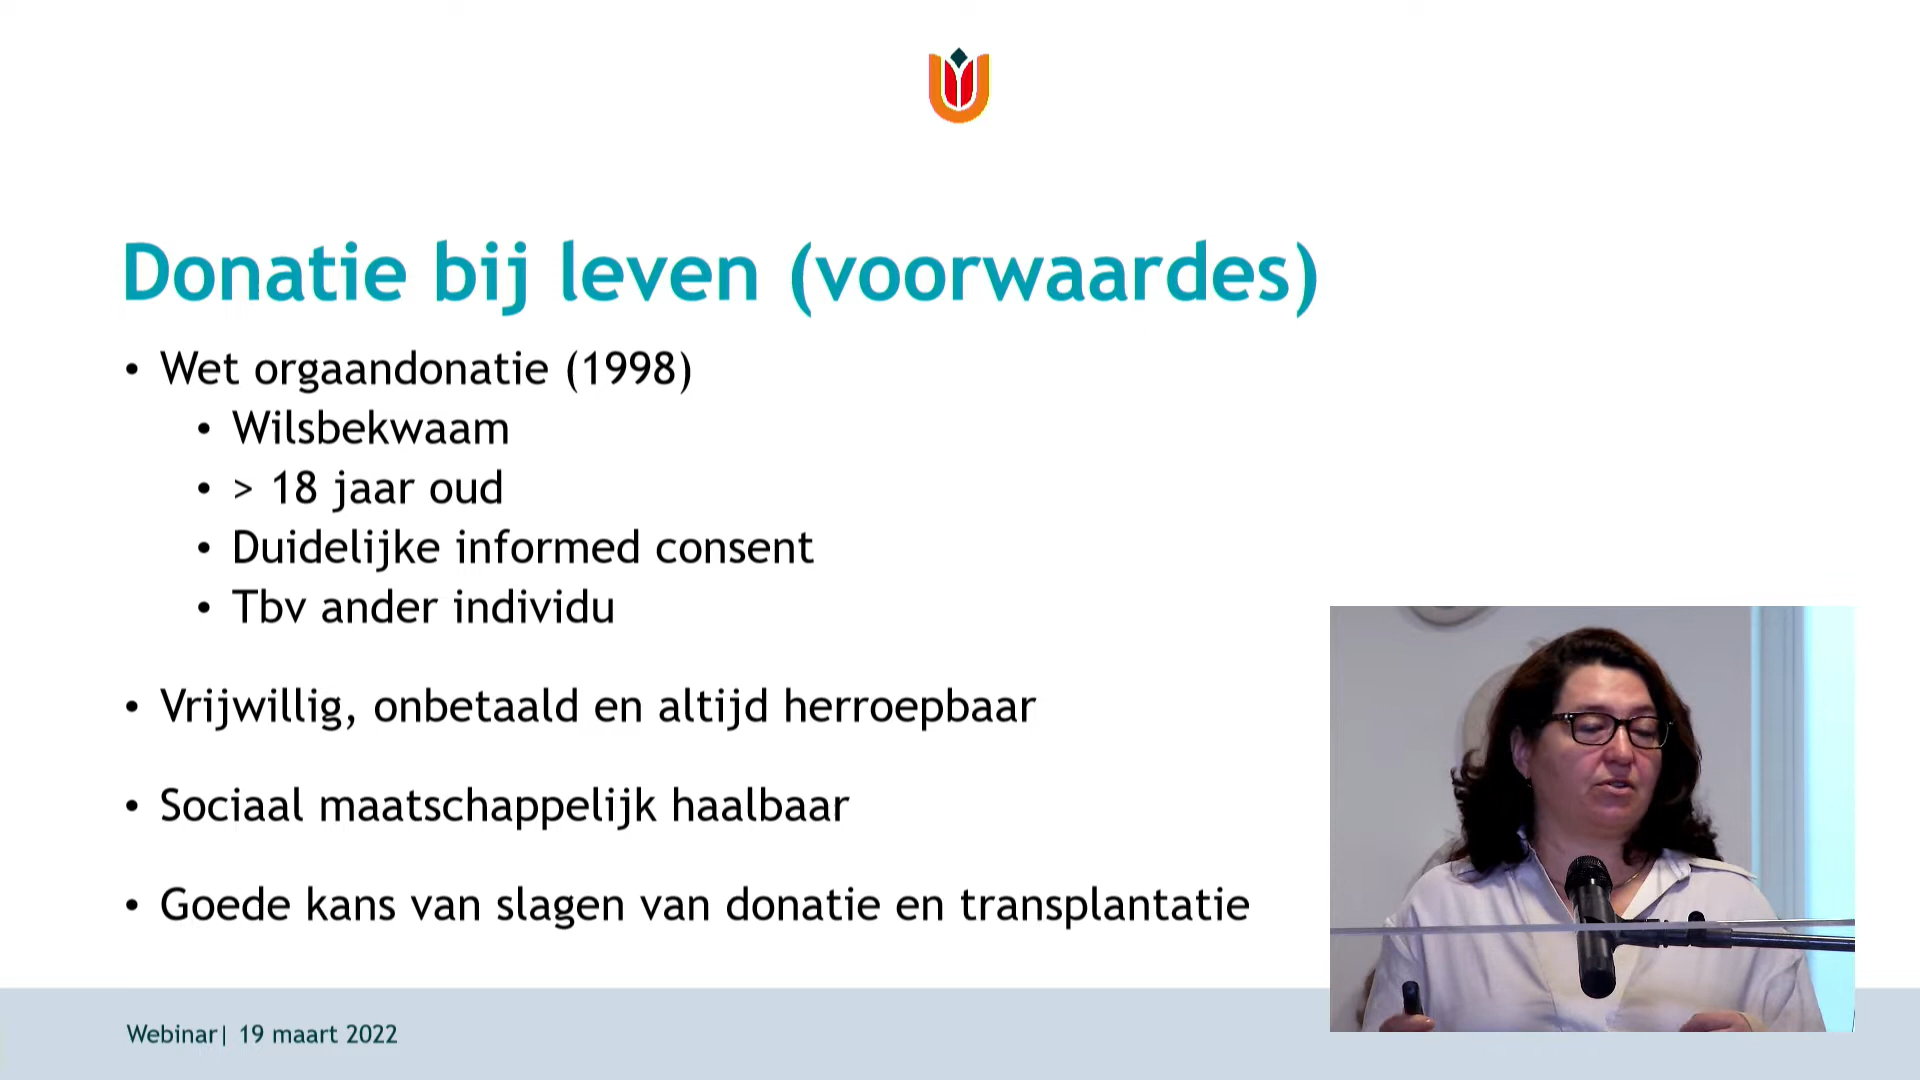 Donatie bij leven (voorwaardes)
• Wet orgaandonatie (1998)
• Wilsbekwaam
• > 18 jaar oud
• Duidelijke informed consent
• Tbv ander individu
• Vrijwillig, onbetaald en altijd herroepbaar
• Sociaal maatschappelijk haalbaar
• Goede kans van slagen van donatie en transplantatie
Webinar| 19 maart 2022